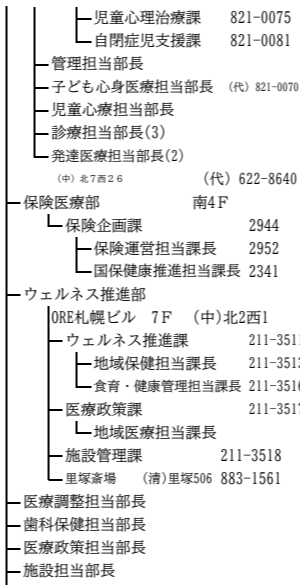 児童心理治療課 821-0075
自閉症児支援課 821-0081
管理担当部長
子ども心身医療担当部長 (代) 821-0070
児童心療担当部長
診療担当部長(3)
発達医療担当部長(2)
(中) 北7西26 (代) 622-8640
保険医療部 南4F
保険企画課 2944
保険運営担当課長 2952
国保健康推進担当課長 2341
ウェルネス推進部
ORE札幌ビル 7F (中)北2西1
ウェルネス推進課 211-3511
地域保健担当課長 211-3513
食育・健康管理担当課長 211-3516
医療政策課 211-3517
地域医療担当課長
施設管理課 211-3518
里塚斎場 (清)里塚506 883-1561
医療調整担当部長
歯科保健担当部長
医療政策担当部長
施設担当部長